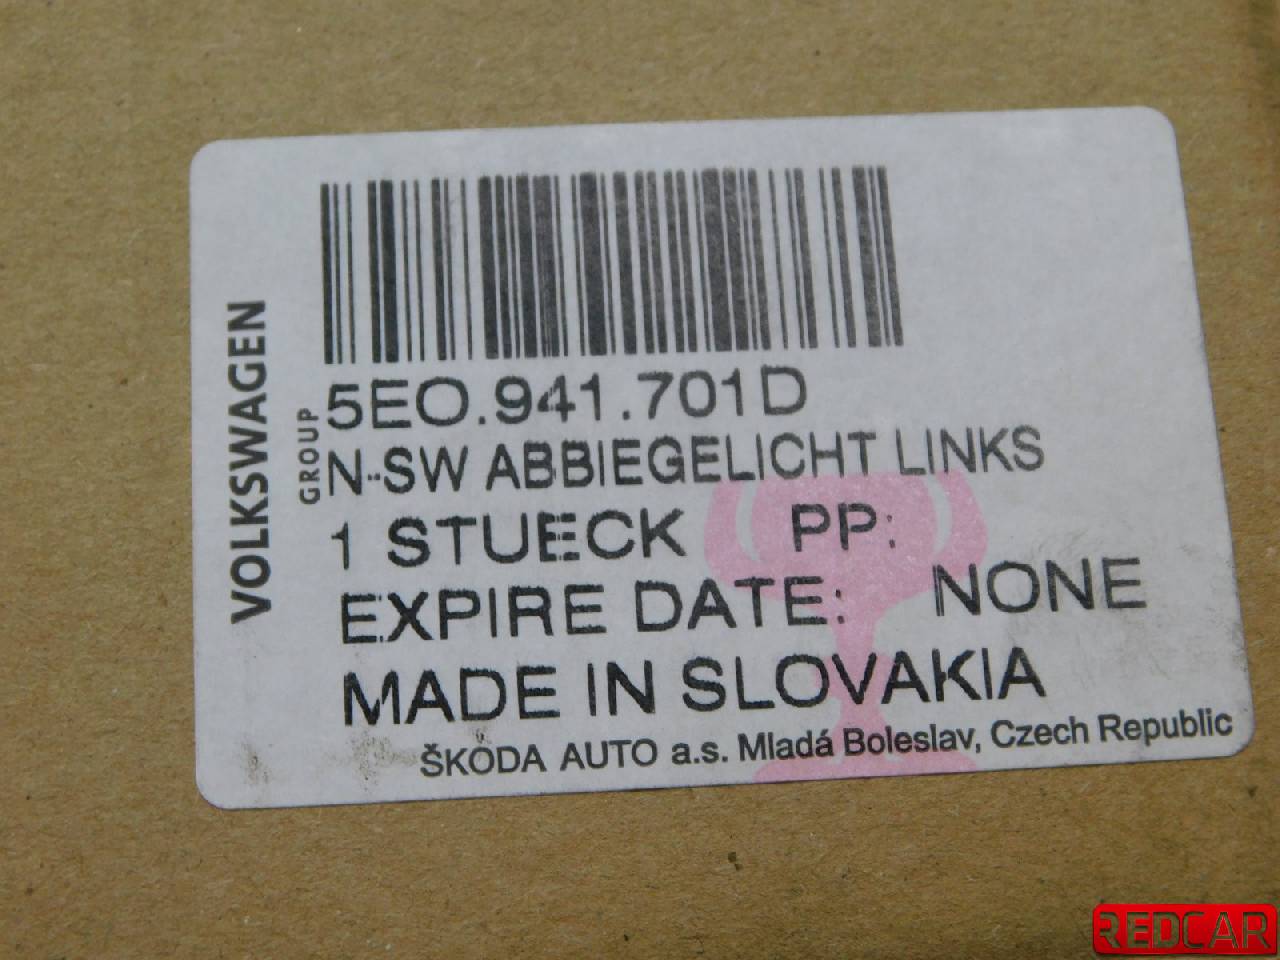 VOLKSWAGEN
GROUP
5E0.941.701D
N-SW ABBIEGELICHT LINKS
1 STUECK PP:
EXPIRE DATE: NONE
MADE IN SLOVAKIA
ŠKODA AUTO a.s. Mladá Boleslav, Czech Republic
REDCAR